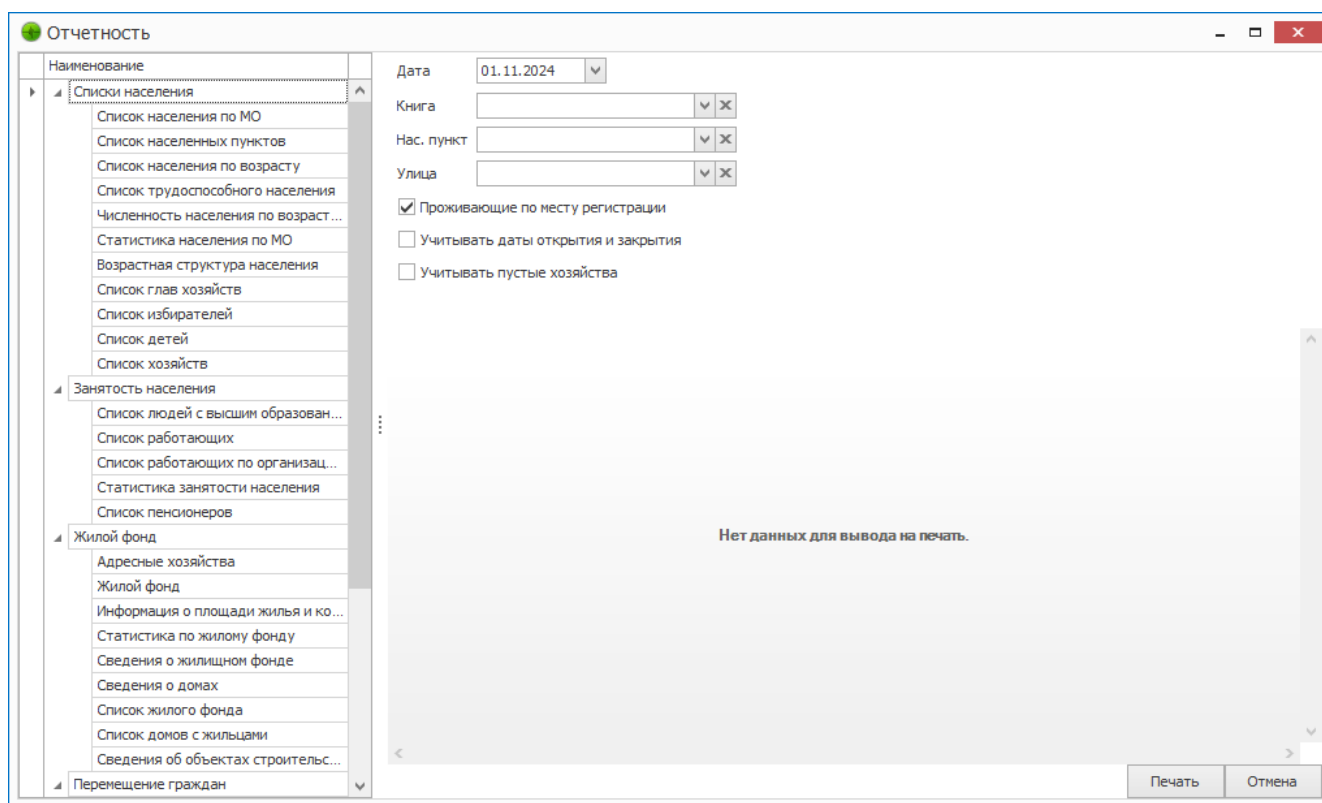 Отчетность
Наименование
Списки населения
Список населения по МО
Список населенных пунктов
Список населения по возрасту
Список трудоспособного населения
Численность населения по возраст...
Статистика населения по МО
Возрастная структура населения
Список глав хозяйств
Список избирателей
Список детей
Список хозяйств
Занятость населения
Список людей с высшим образован...
Список работающих
Список работающих по организац...
Статистика занятости населения
Список пенсионеров
Жилой фонд
Адресные хозяйства
Жилой фонд
Информация о площади жилья и ко...
Статистика по жилому фонду
Сведения о жилищном фонде
Сведения о домах
Список жилого фонда
Список домов с жильцами
Сведения об объектах строительс...
Перемещение граждан
Дата 01.11.2024
Книга
Нас. пункт
Улица
Проживающие по месту регистрации
Учитывать даты открытия и закрытия
Учитывать пустые хозяйства
Нет данных для вывода на печать.
Печать Отмена